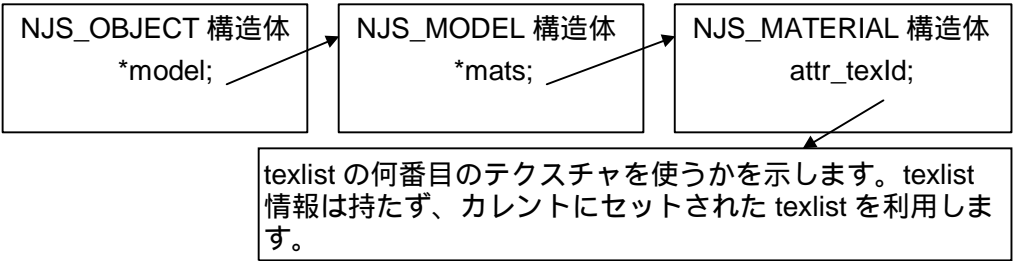 NJS_OBJECT 構造体
*model;
NJS_MODEL 構造体
*mats;
NJS_MATERIAL 構造体
attr_texId;
texlist の何番目のテクスチャを使うかを示します。texlist
情報は持たず、カレントにセットされた texlist を利用しま
す。